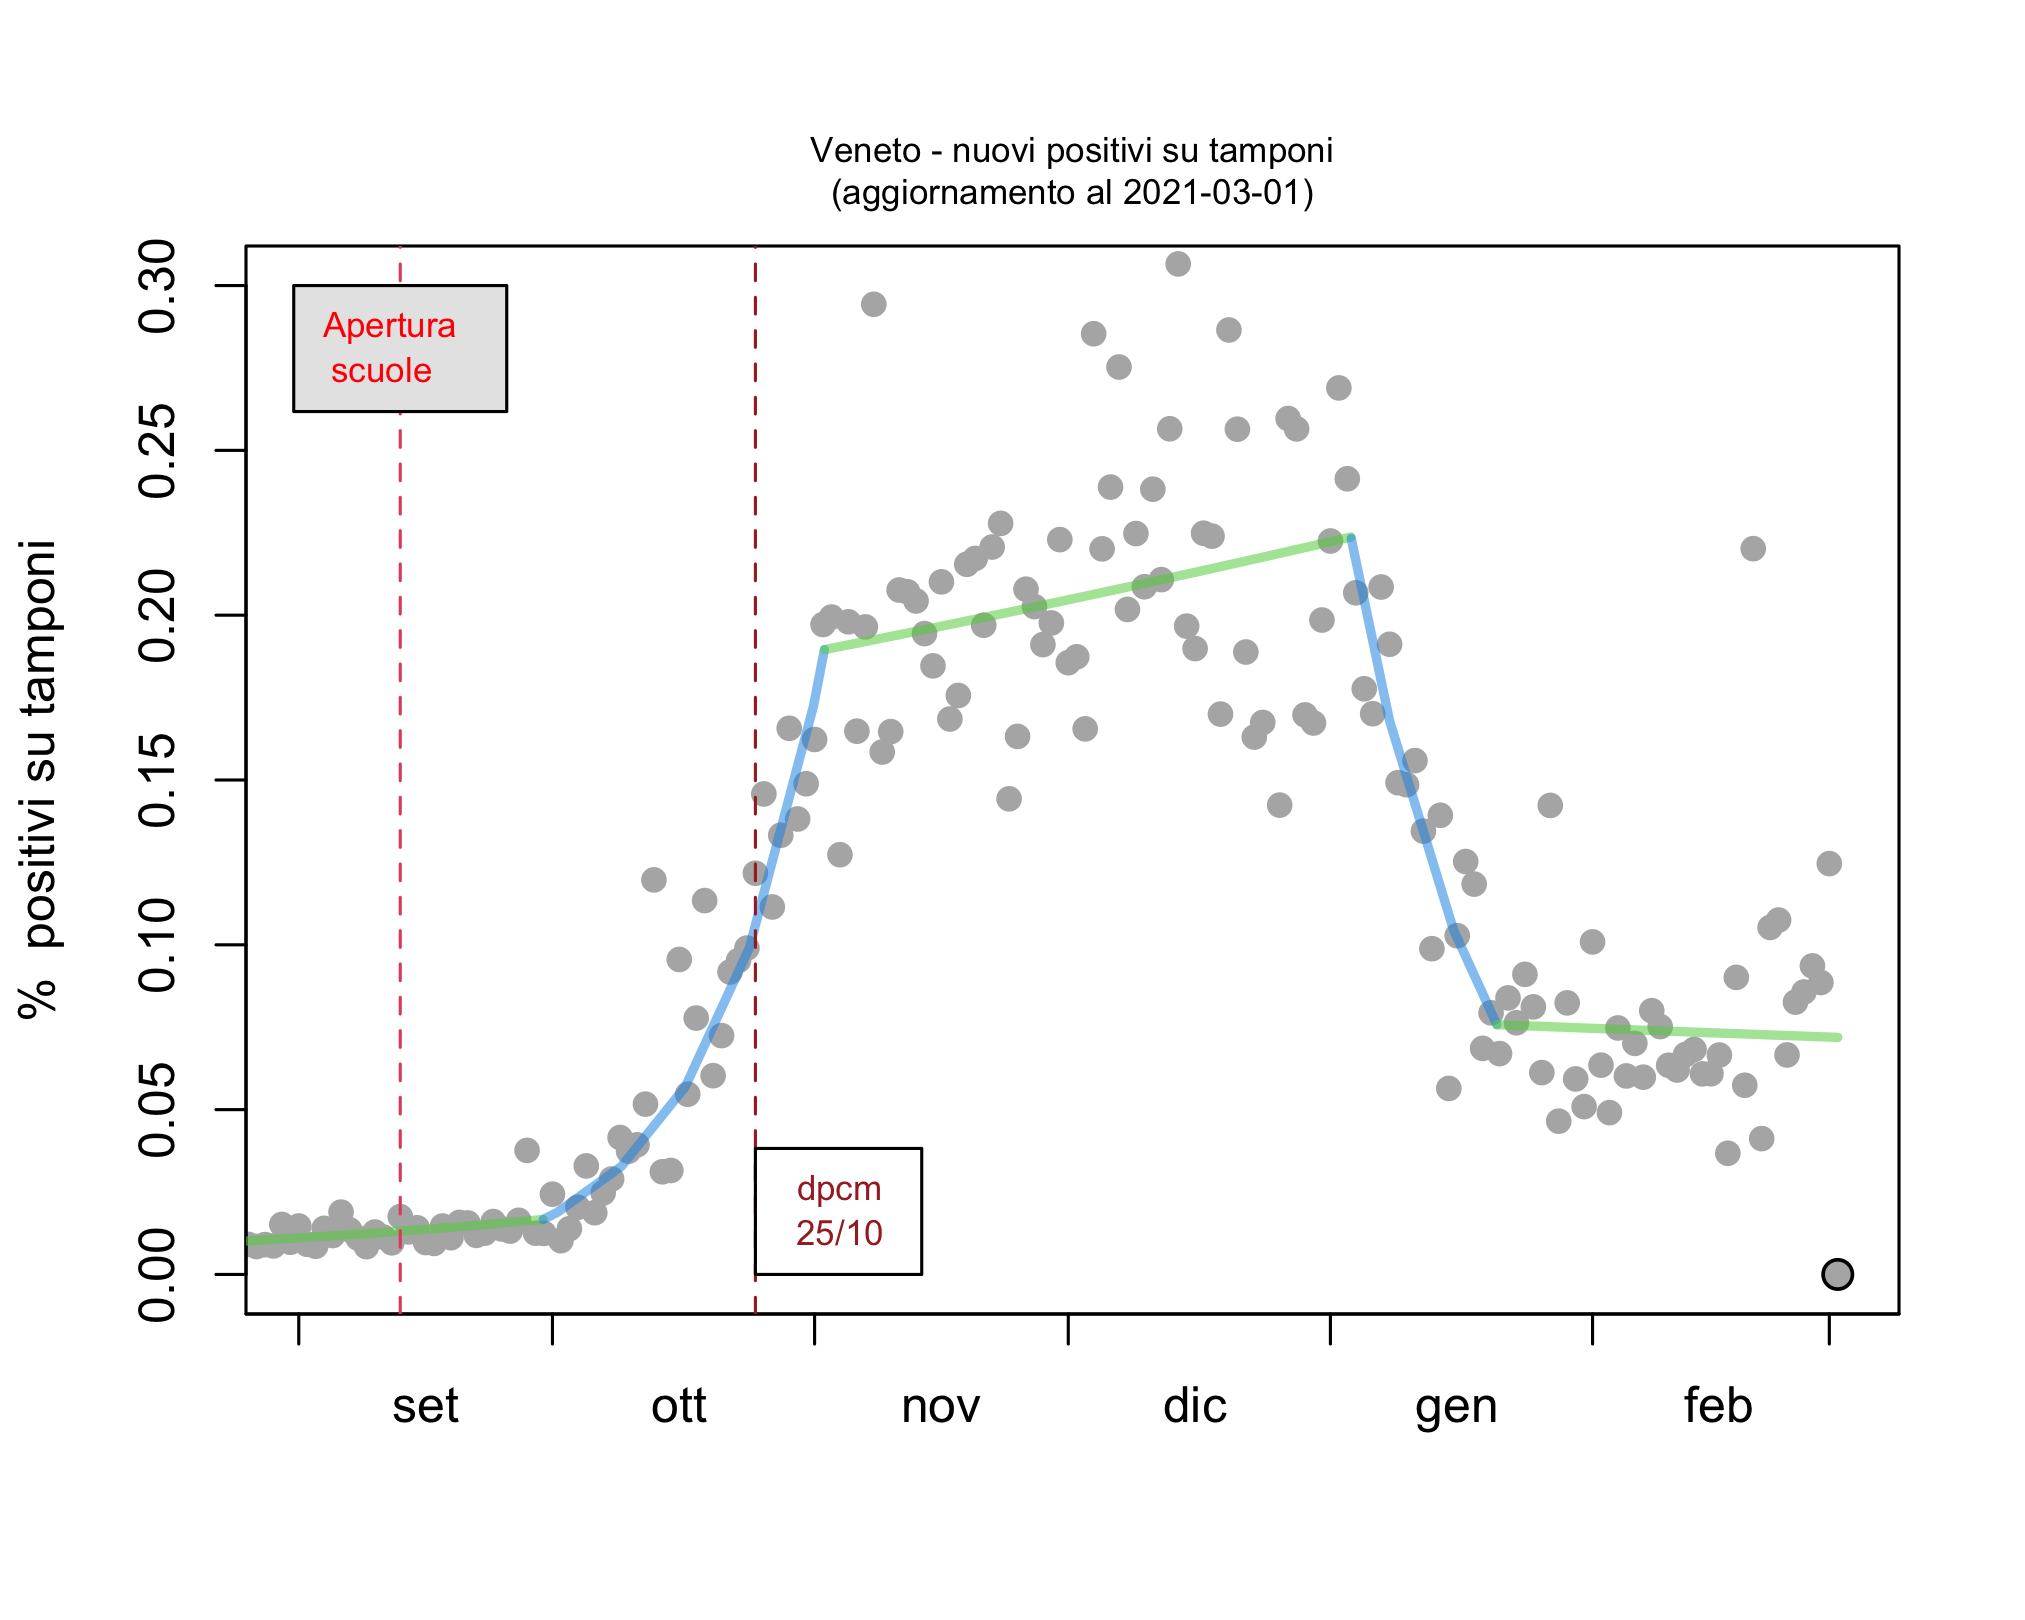 Veneto - nuovi positivi su tamponi
(aggiornamento al 2021-03-01)
% positivi su tamponi
0.30
0.25
0.20
0.15
0.10
0.05
0.00
Apertura
scuole
dpcm
25/10
set ott nov dic gen feb